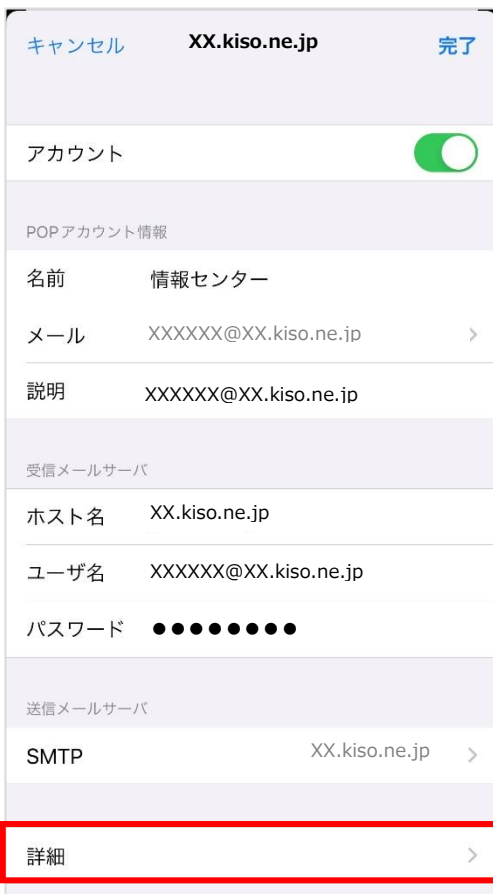 キャンセル XX.kiso.ne.jp 完了
アカウント
POPアカウント情報
名前 情報センター
メール XXXXXX@XX.kiso.ne.jp
説明 XXXXXX@XX.kiso.ne.jp
受信メールサーバ
ホスト名 XX.kiso.ne.jp
ユーザ名 XXXXXX@XX.kiso.ne.jp
パスワード ●●●●●●●●
送信メールサーバ
SMTP XX.kiso.ne.jp
詳細